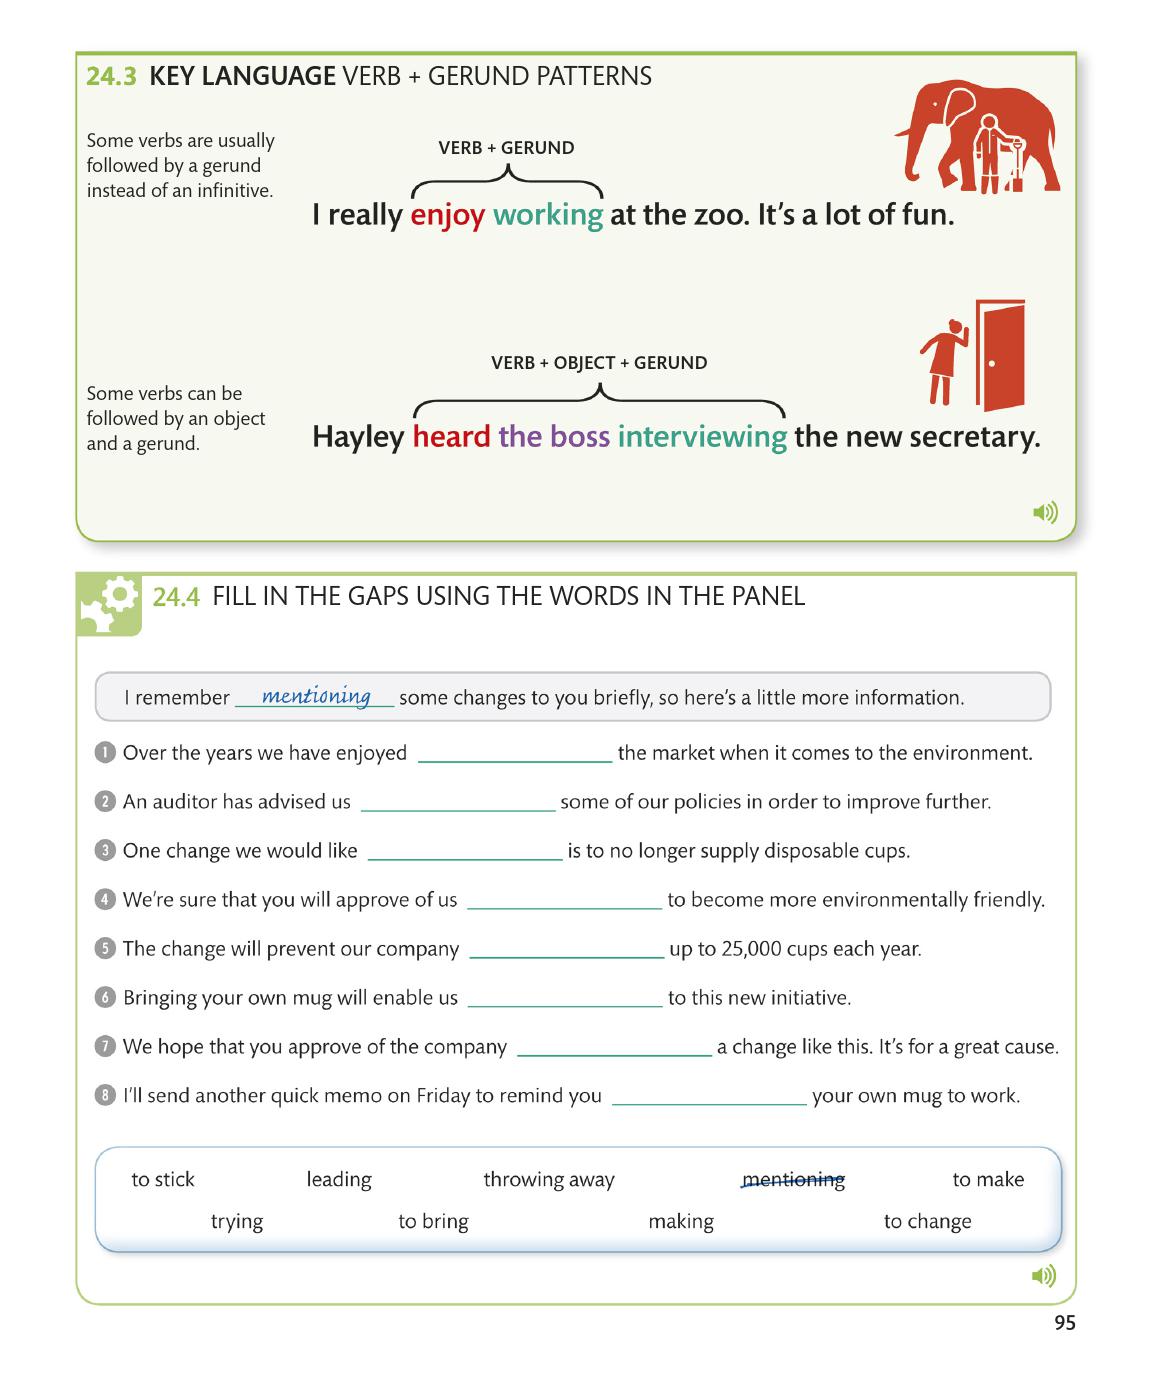 24.3 KEY LANGUAGE VERB + GERUND PATTERNS
Some verbs are usually
followed by a gerund
instead of an infinitive.
VERB + GERUND
I really enjoy working at the zoo. It's a lot of fun.
VERB + OBJECT + GERUND
Some verbs can be
followed by an object
and a gerund.
Hayley heard the boss interviewing the new secretary.
24.4 FILL IN THE GAPS USING THE WORDS IN THE PANEL
I remember mentioning some changes to you briefly, so here's a little more information.
1 Over the years we have enjoyed ____ the market when it comes to the environment.
2 An auditor has advised us ____ some of our policies in order to improve further.
3 One change we would like ____ is to no longer supply disposable cups.
4 We're sure that you will approve of us ____ to become more environmentally friendly.
5 The change will prevent our company ____ up to 25,000 cups each year.
6 Bringing your own mug will enable us ____ to this new initiative.
7 We hope that you approve of the company ____ a change like this. It's for a great cause.
8 I'll send another quick memo on Friday to remind you ____ your own mug to work.
to stick leading throwing away mentioning to make
trying to bring making to change
95